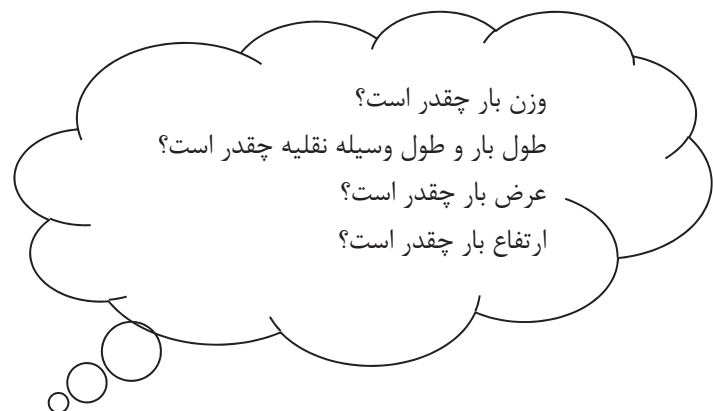 وزن بار چقدر است؟
طول بار و طول وسیله نقلیه چقدر است؟
عرض بار چقدر است؟
ارتفاع بار چقدر است؟